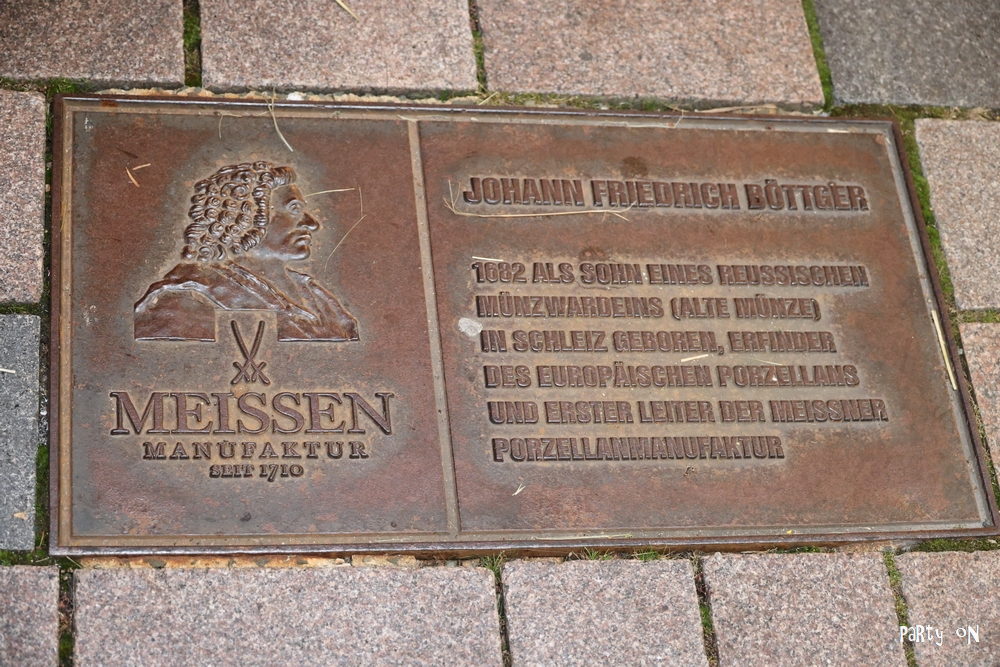 MEISSEN
MANUFAKTUR
SEIT 1710
JOHANN FRIEDRICH BÖTTGER
1682 ALS SOHN EINES REUSSISCHEN
MÜNZWARDEINS (ALTE MÜNZE)
IN SCHLEIZ GEBOREN, ERFINDER
DES EUROPÄISCHEN PORZELLANS
UND ERSTER LEITER DER MEISSNER
PORZELLANMANUFAKTUR
PaRty oN